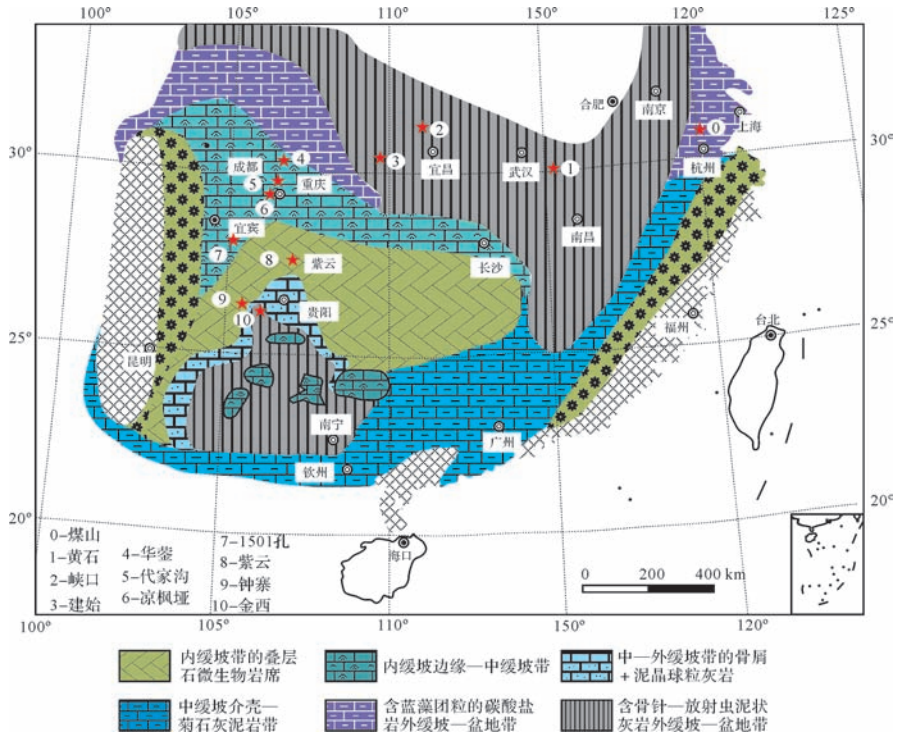 100°
105°
110°
150°
120°
125°
合肥
南京
0
上海
2
30°
3
宜昌
武汉
1
杭州
4
成都
5
重庆
6
南昌
宜宾
7
8
紫云
长沙
9
10
贵阳
福州
台北
25°
25°
昆明
南宁
广州
钦州
20°
20°
海口
0-煤山
1-黄石
2-峡口
3-建始
4-华蓥
5-代家沟
6-凉枫垭
7-1501孔
8-紫云
9-钟寨
10-金西
0 200 400 km
30°
100°
105°
110°
150°
120°
内缓坡带的叠层
石微生物岩席
内缓坡边缘—中缓坡带
中—外缓坡带的骨屑
+泥晶球粒灰岩
中缓坡介壳—
菊石灰泥岩带
含蓝藻团粒的碳酸盐
岩外缓坡—盆地带
含骨针—放射虫泥状
灰岩外缓坡—盆地带